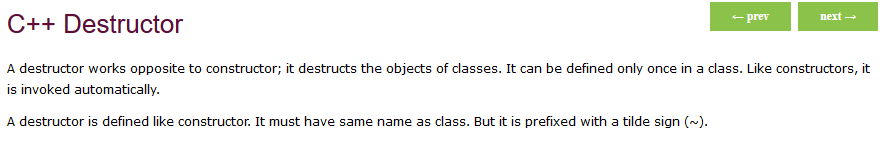 C++ Destructor
← prev
next →
A destructor works opposite to constructor; it destructs the objects of classes. It can be defined only once in a class. Like constructors, it
is invoked automatically.
A destructor is defined like constructor. It must have same name as class. But it is prefixed with a tilde sign (~).